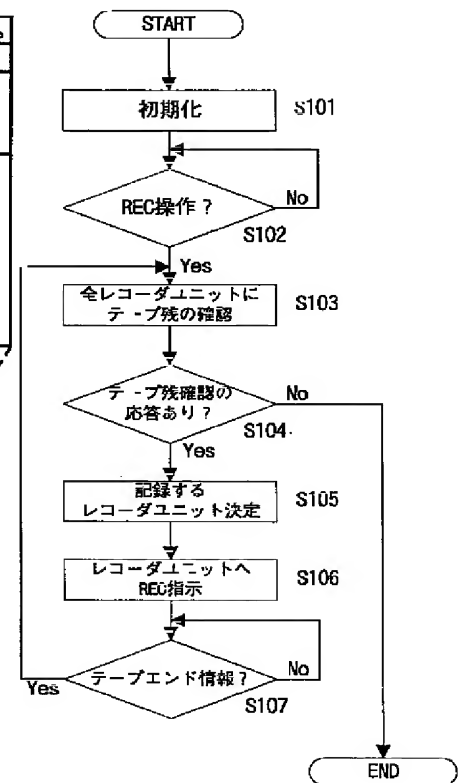 START
初期化
S101
REC操作？
No
S102
Yes
全レコーダユニットに
テープ残の確認
S103
テープ残確認の
応答あり？
No
S104
Yes
記録する
レコーダユニット決定
S105
レコーダユニットへ
REC指示
S106
テープエンド情報？
No
Yes
S107
END